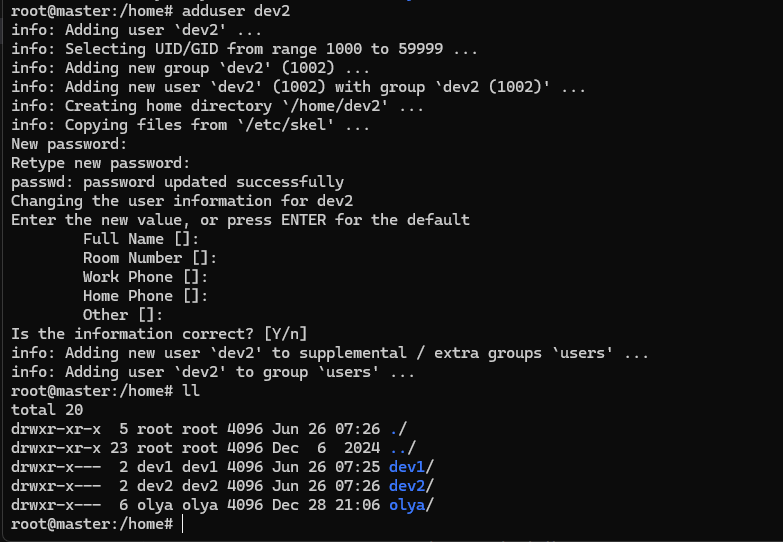 root@master:/home# adduser dev2
info: Adding user `dev2' ...
info: Selecting UID/GID from range 1000 to 59999 ...
info: Adding new group `dev2' (1002) ...
info: Adding new user `dev2' (1002) with group `dev2 (1002)' ...
info: Creating home directory `/home/dev2' ...
info: Copying files from `/etc/skel' ...
New password:
Retype new password:
passwd: password updated successfully
Changing the user information for dev2
Enter the new value, or press ENTER for the default
        Full Name []:
        Room Number []:
        Work Phone []:
        Home Phone []:
        Other []:
Is the information correct? [Y/n]
info: Adding new user `dev2' to supplemental / extra groups `users' ...
info: Adding user `dev2' to group `users' ...
root@master:/home# ll
total 20
drwxr-xr-x  5 root root 4096 Jun 26 07:26 ./
drwxr-xr-x 23 root root 4096 Dec  6  2024 ../
drwxr-x---  2 dev1 dev1 4096 Jun 26 07:25 dev1/
drwxr-x---  2 dev2 dev2 4096 Jun 26 07:26 dev2/
drwxr-x---  6 olya olya 4096 Dec 28 21:06 olya/
root@master:/home#